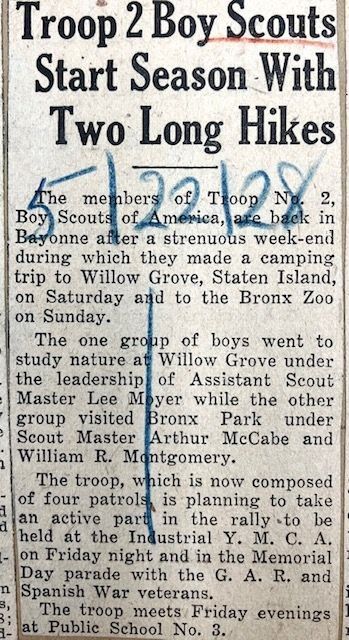 Troop 2 Boy Scouts
Start Season With
Two Long Hikes
5/22/28
The members of Troop No. 2,
Boy Scouts of America, are back in
Bayonne after a strenuous week-end
during which they made a camping
trip to Willow Grove, Staten Island,
on Saturday and to the Bronx Zoo
on Sunday.
The one group of boys went to
study nature at Willow Grove under
the leadership of Assistant Scout
Master Lee Moyer while the other
group visited Bronx Park under
Scout Master Arthur McCabe and
William R. Montgomery.
The troop, which is now composed
of four patrols, is planning to take
an active part in the rally to be
held at the Industrial Y. M. C. A.
on Friday night and in the Memorial
Day parade with the G. A. R. and
Spanish War veterans.
The troop meets Friday evenings
at Public School No. 3.